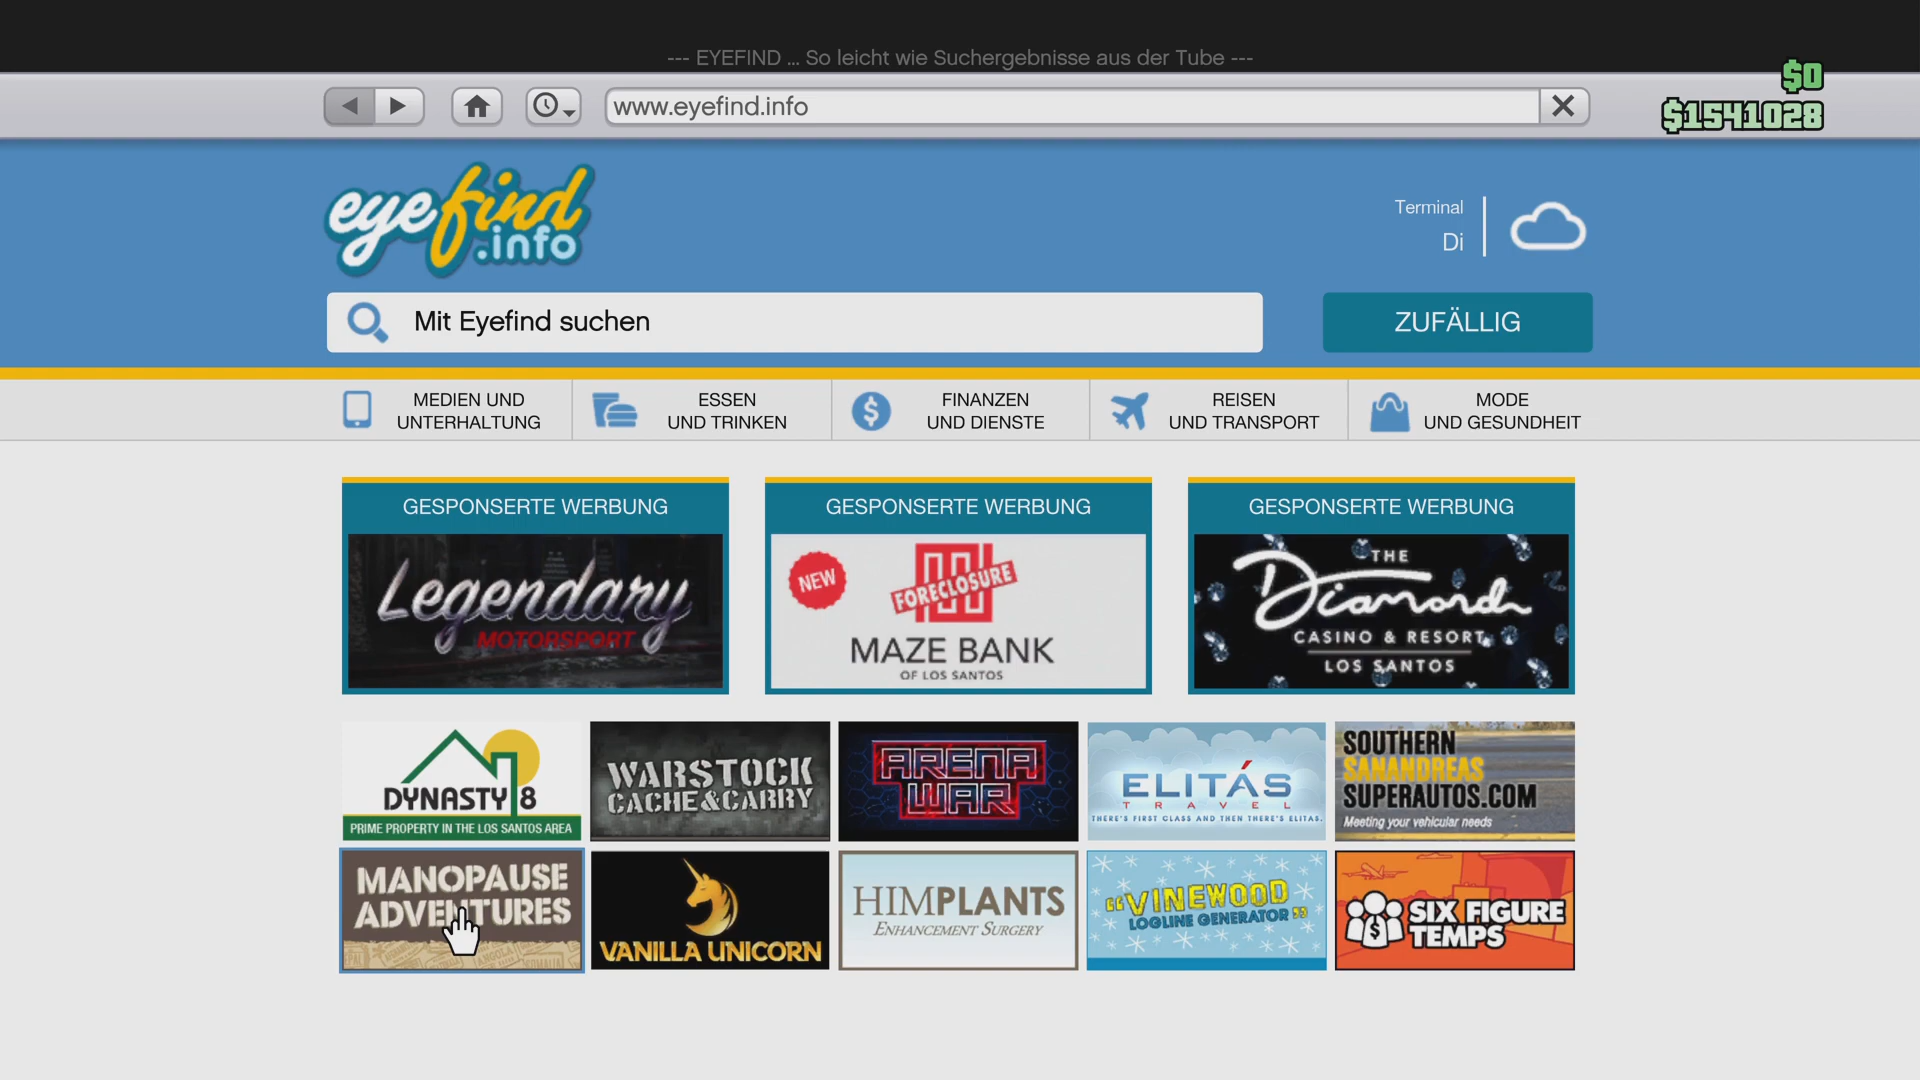 --- EYEFIND ... So leicht wie Suchergebnisse aus der Tube ---
$0
www.eyefind.info
$1541028
eyefind
.info
Terminal
Di
Mit Eyefind suchen
ZUFÄLLIG
MEDIEN UND
UNTERHALTUNG
ESSEN
UND TRINKEN
FINANZEN
UND DIENSTE
REISEN
UND TRANSPORT
MODE
UND GESUNDHEIT
GESPONSERTE WERBUNG
Legendary
MOTORSPORT
GESPONSERTE WERBUNG
NEW
FORECLOSURE
MAZE BANK
OF LOS SANTOS
GESPONSERTE WERBUNG
THE
Diamond
CASINO & RESORT
LOS SANTOS
DYNASTY 8
PRIME PROPERTY IN THE LOS SANTOS AREA
WARSTOCK
CACHE&CARRY
ARENA
WAR
ELITÁS
TRAVEL
THERE'S FIRST CLASS AND THEN THERE'S ELITAS.
SOUTHERN
SANANDREAS
SUPERAUTOS.COM
Meeting your vehicular needs
MANOPAUSE
ADVENTURES
VANILLA UNICORN
HIMPLANTS
ENHANCEMENT SURGERY
"VINEWOOD
LOGLINE GENERATOR"
SIX FIGURE
TEMPS